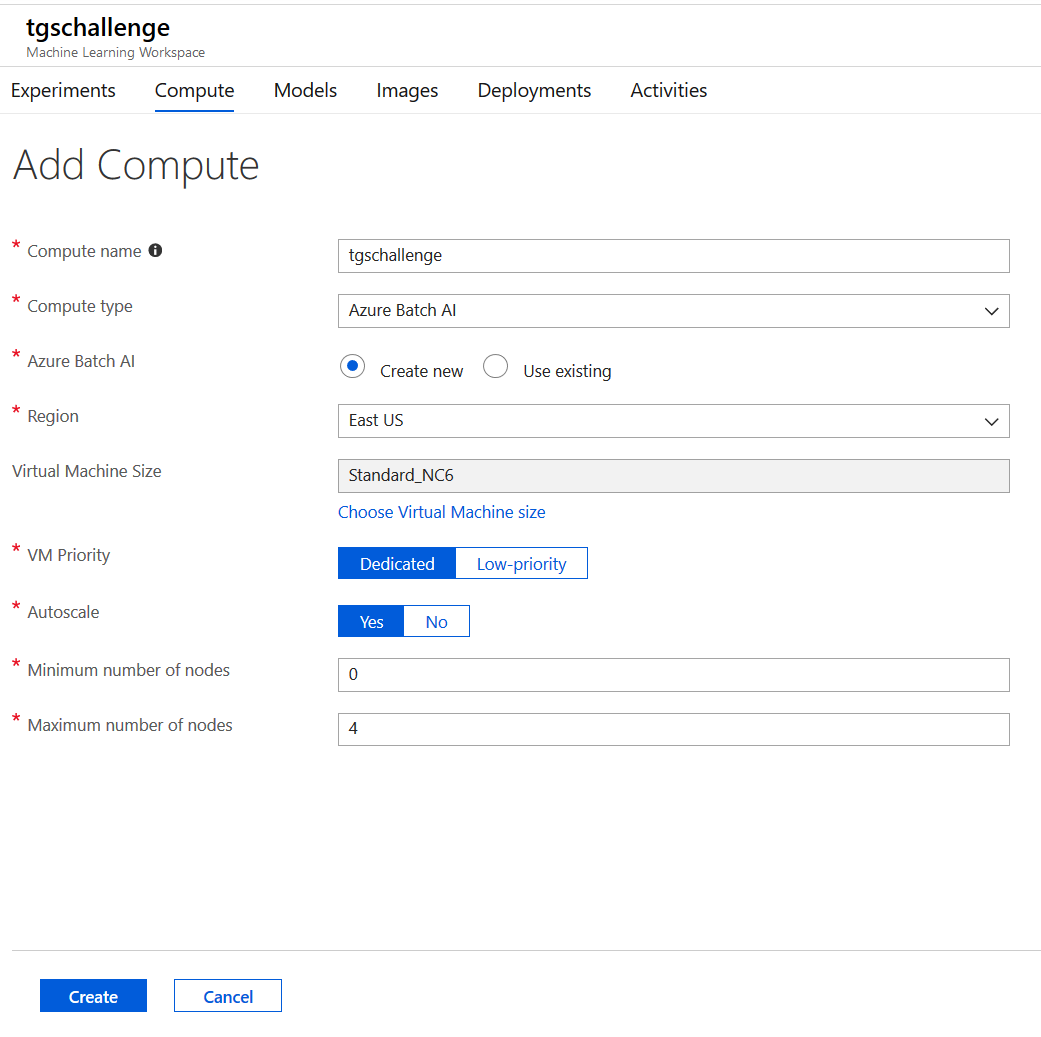 tgschallenge
Machine Learning Workspace
Experiments Compute Models Images Deployments Activities
Add Compute
* Compute name tgschallenge
* Compute type Azure Batch AI
* Azure Batch AI Create new Use existing
* Region East US
Virtual Machine Size Standard_NC6
Choose Virtual Machine size
* VM Priority Dedicated Low-priority
* Autoscale Yes No
* Minimum number of nodes 0
* Maximum number of nodes 4
Create Cancel